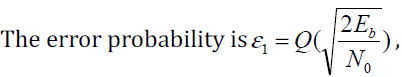 The error probability is ε₁ = Q(√(2E_b/N₀)),